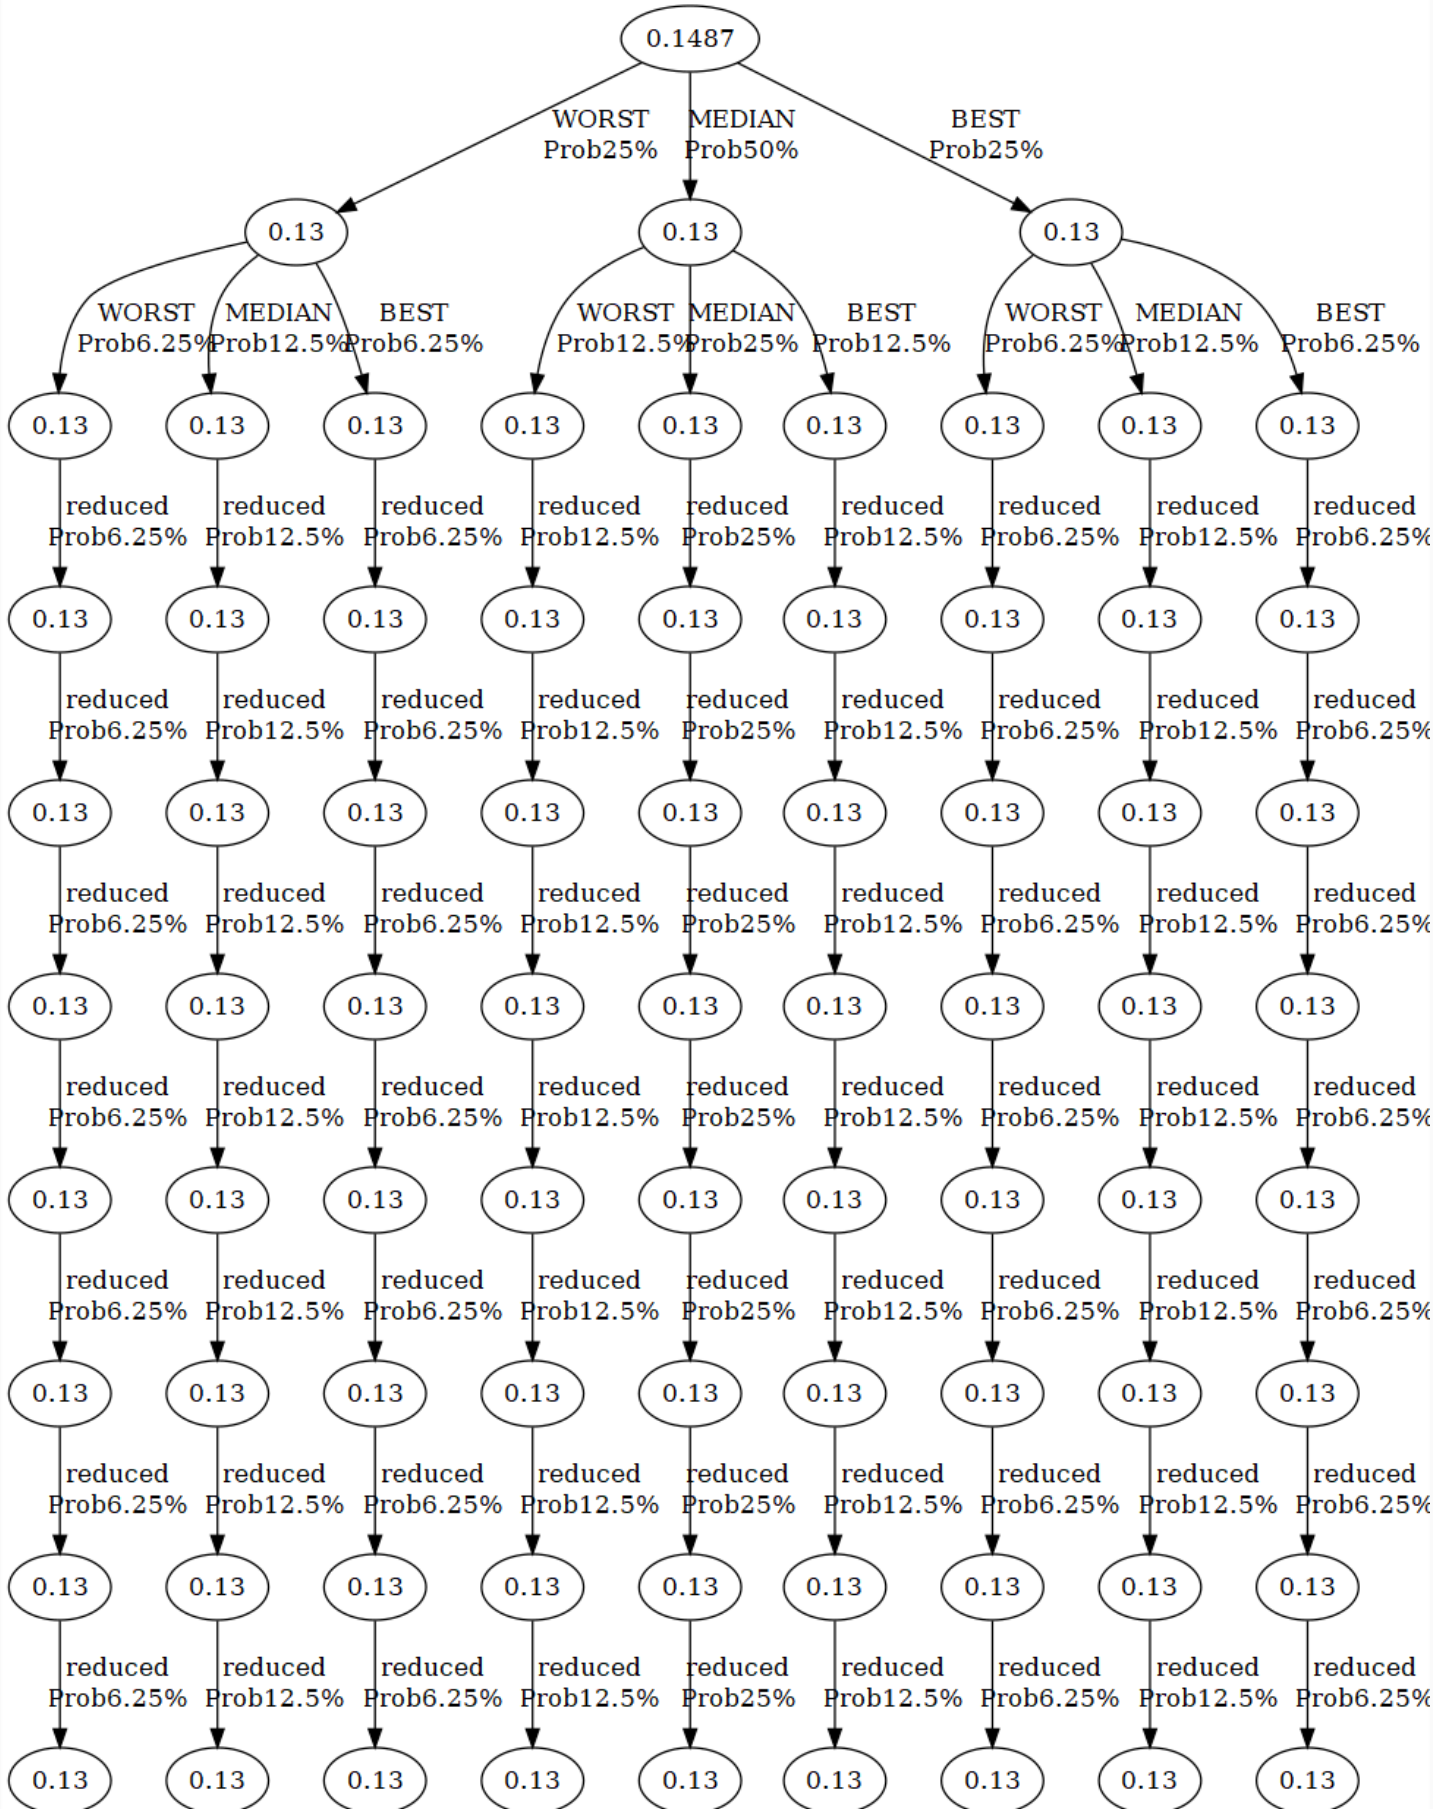 0.1487
WORST MEDIAN BEST
Prob25% Prob50% Prob25%
0.13 0.13 0.13
WORST MEDIAN BEST WORST MEDIAN BEST WORST MEDIAN BEST
Prob6.25% Prob12.5% Prob6.25% Prob12.5% Prob25% Prob12.5% Prob6.25% Prob12.5% Prob6.25%
0.13 0.13 0.13 0.13 0.13 0.13 0.13 0.13 0.13
reduced reduced reduced reduced reduced reduced reduced reduced reduced
Prob6.25% Prob12.5% Prob6.25% Prob12.5% Prob25% Prob12.5% Prob6.25% Prob12.5% Prob6.25%
0.13 0.13 0.13 0.13 0.13 0.13 0.13 0.13 0.13
reduced reduced reduced reduced reduced reduced reduced reduced reduced
Prob6.25% Prob12.5% Prob6.25% Prob12.5% Prob25% Prob12.5% Prob6.25% Prob12.5% Prob6.25%
0.13 0.13 0.13 0.13 0.13 0.13 0.13 0.13 0.13
reduced reduced reduced reduced reduced reduced reduced reduced reduced
Prob6.25% Prob12.5% Prob6.25% Prob12.5% Prob25% Prob12.5% Prob6.25% Prob12.5% Prob6.25%
0.13 0.13 0.13 0.13 0.13 0.13 0.13 0.13 0.13
reduced reduced reduced reduced reduced reduced reduced reduced reduced
Prob6.25% Prob12.5% Prob6.25% Prob12.5% Prob25% Prob12.5% Prob6.25% Prob12.5% Prob6.25%
0.13 0.13 0.13 0.13 0.13 0.13 0.13 0.13 0.13
reduced reduced reduced reduced reduced reduced reduced reduced reduced
Prob6.25% Prob12.5% Prob6.25% Prob12.5% Prob25% Prob12.5% Prob6.25% Prob12.5% Prob6.25%
0.13 0.13 0.13 0.13 0.13 0.13 0.13 0.13 0.13
reduced reduced reduced reduced reduced reduced reduced reduced reduced
Prob6.25% Prob12.5% Prob6.25% Prob12.5% Prob25% Prob12.5% Prob6.25% Prob12.5% Prob6.25%
0.13 0.13 0.13 0.13 0.13 0.13 0.13 0.13 0.13
reduced reduced reduced reduced reduced reduced reduced reduced reduced
Prob6.25% Prob12.5% Prob6.25% Prob12.5% Prob25% Prob12.5% Prob6.25% Prob12.5% Prob6.25%
0.13 0.13 0.13 0.13 0.13 0.13 0.13 0.13 0.13